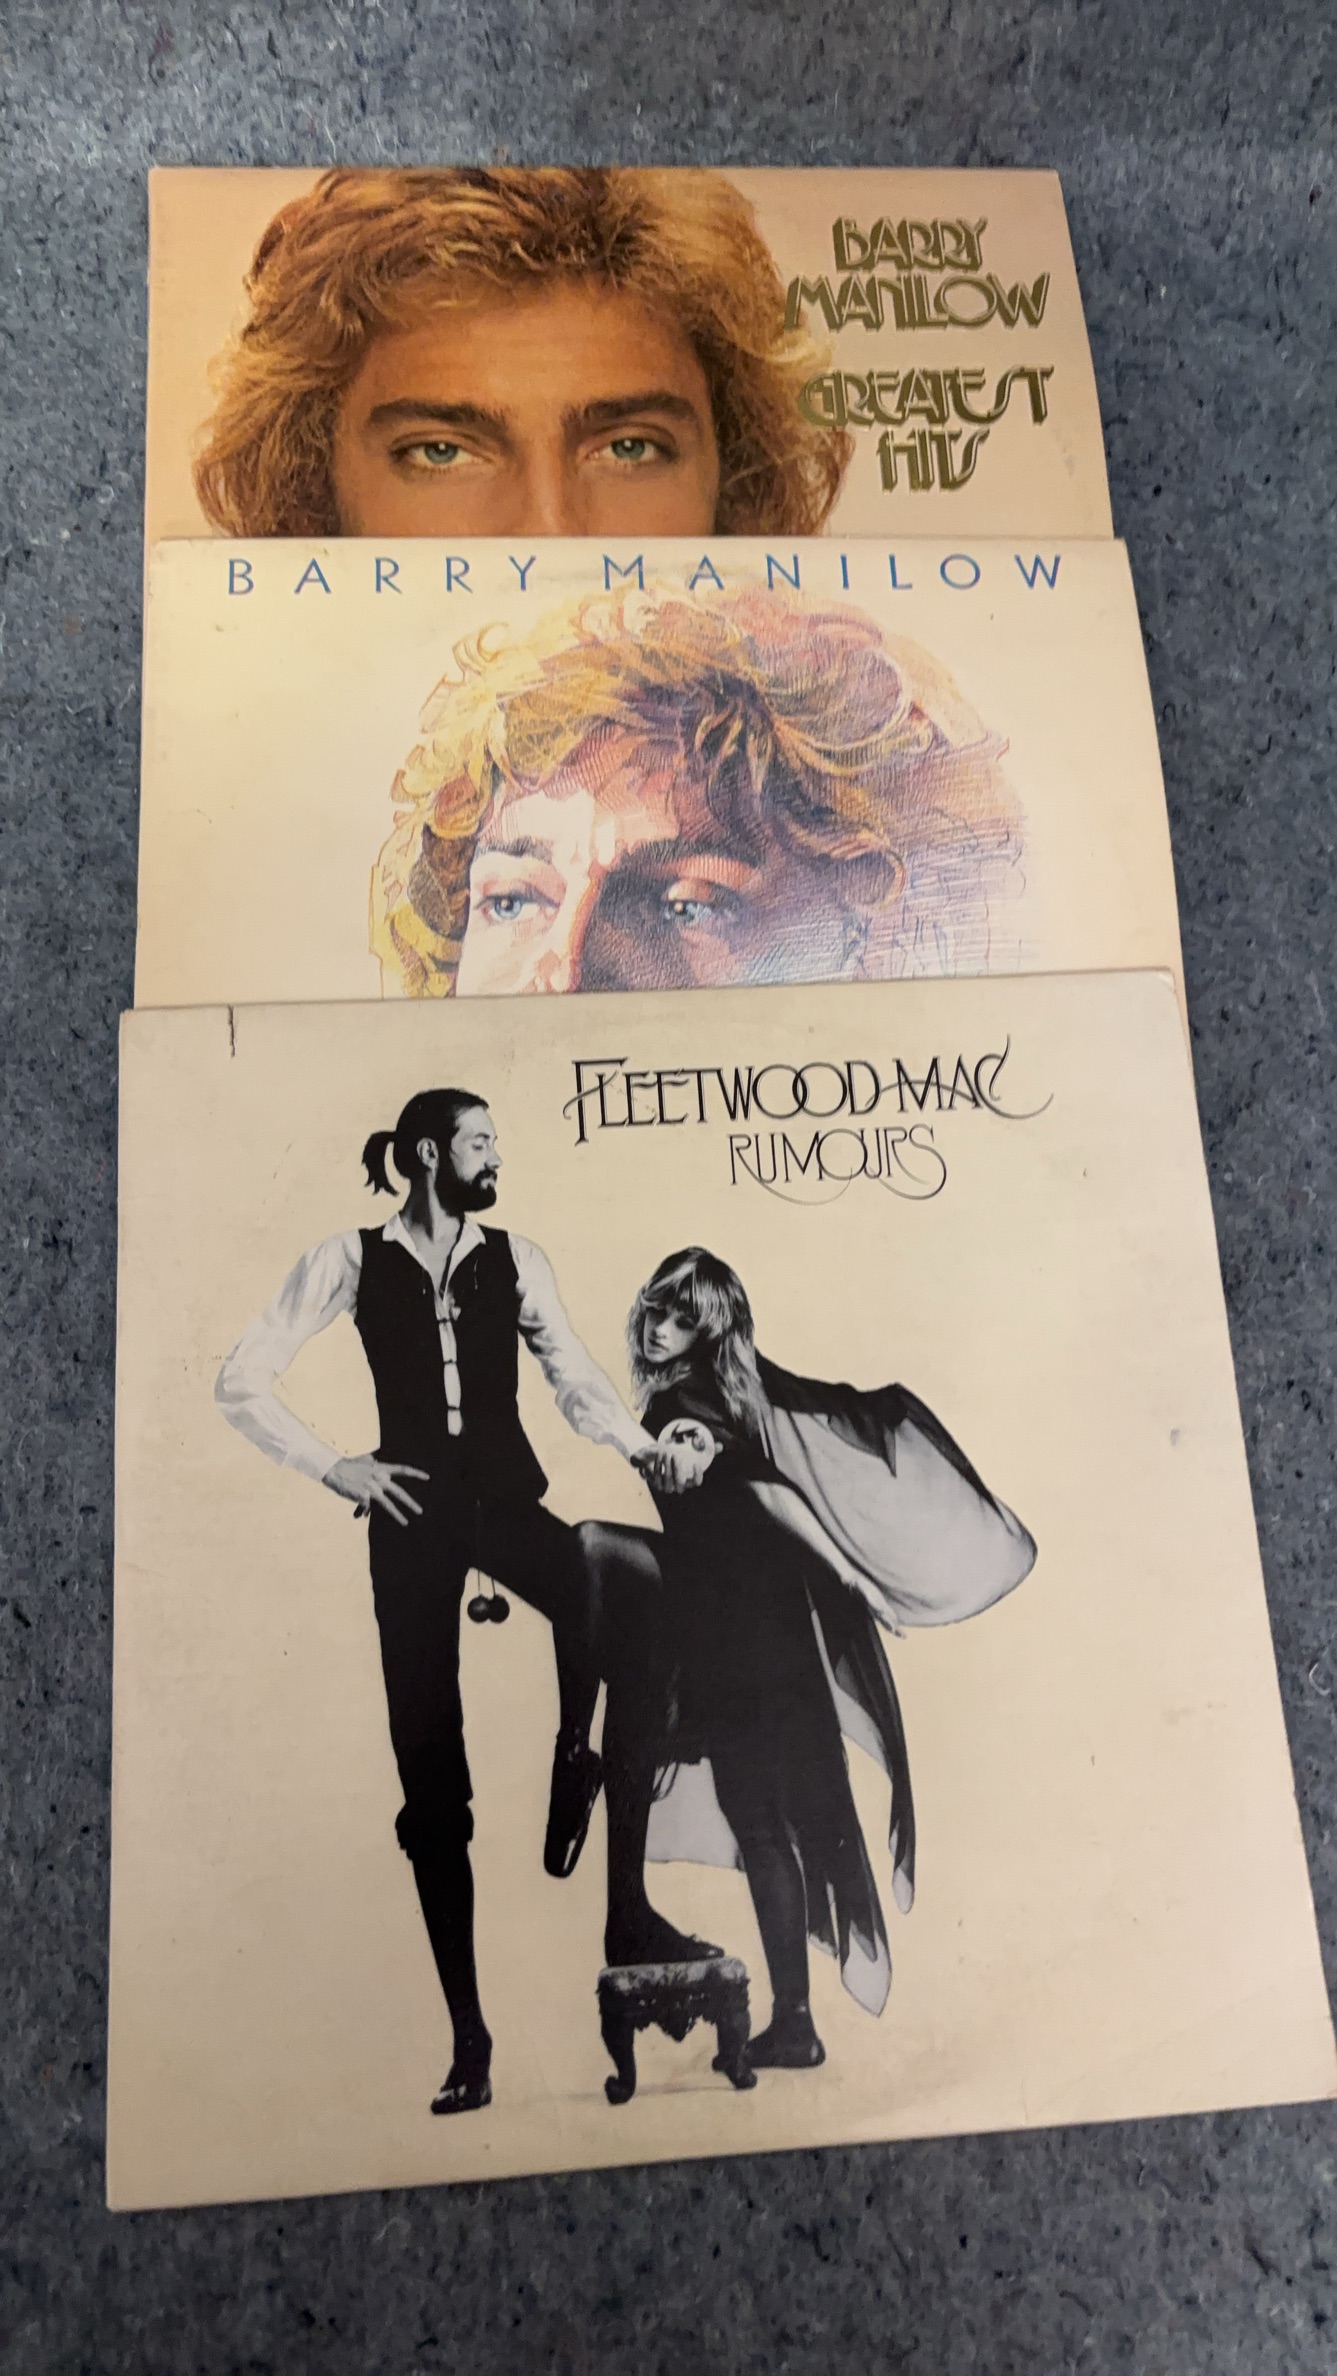 BARRY
MANILOW
GREATEST
HITS
BARRY MANILOW
FLEETWOOD MAC
RUMOURS